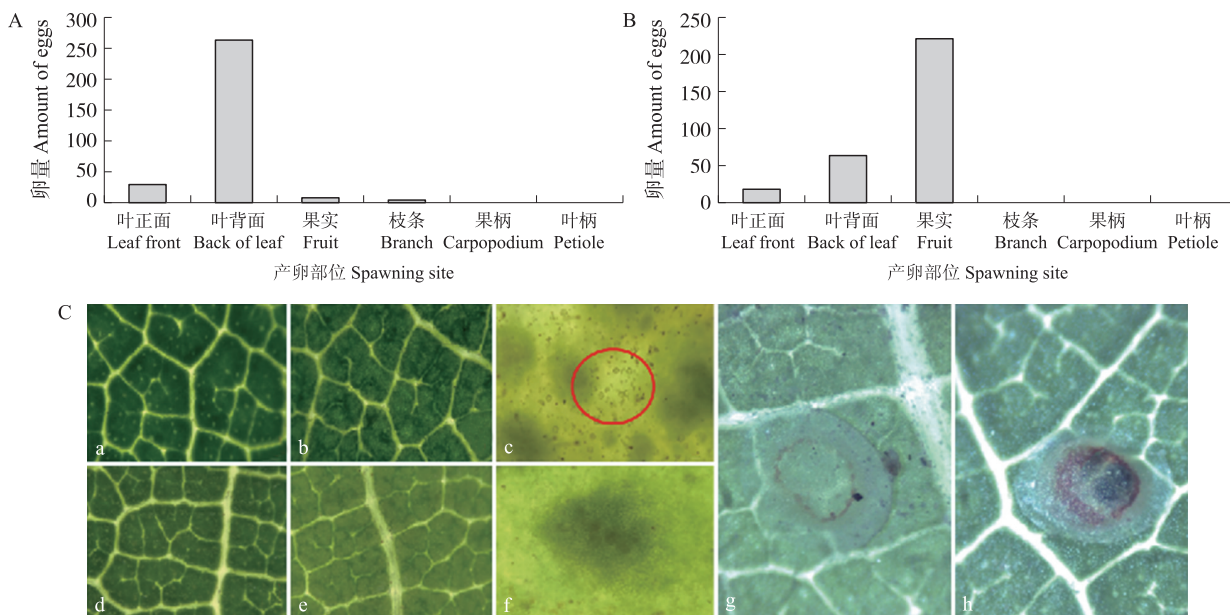 A
卵量 Amount of eggs
300
250
200
150
100
50
0
叶正面 叶背面 果实 枝条 果柄 叶柄
Leaf front Back of leaf Fruit Branch Carpopodium Petiole
产卵部位 Spawning site
B
卵量 Amount of eggs
250
200
150
100
50
0
叶正面 叶背面 果实 枝条 果柄 叶柄
Leaf front Back of leaf Fruit Branch Carpopodium Petiole
产卵部位 Spawning site
C
a b c
d e f g h